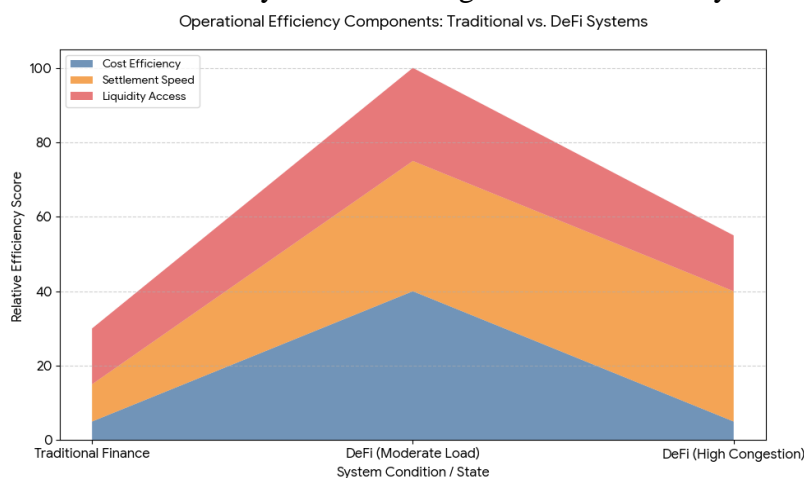 Operational Efficiency Components: Traditional vs. DeFi Systems
Cost Efficiency
Settlement Speed
Liquidity Access
Relative Efficiency Score
100
80
60
40
20
0
Traditional Finance
DeFi (Moderate Load)
DeFi (High Congestion)
System Condition / State